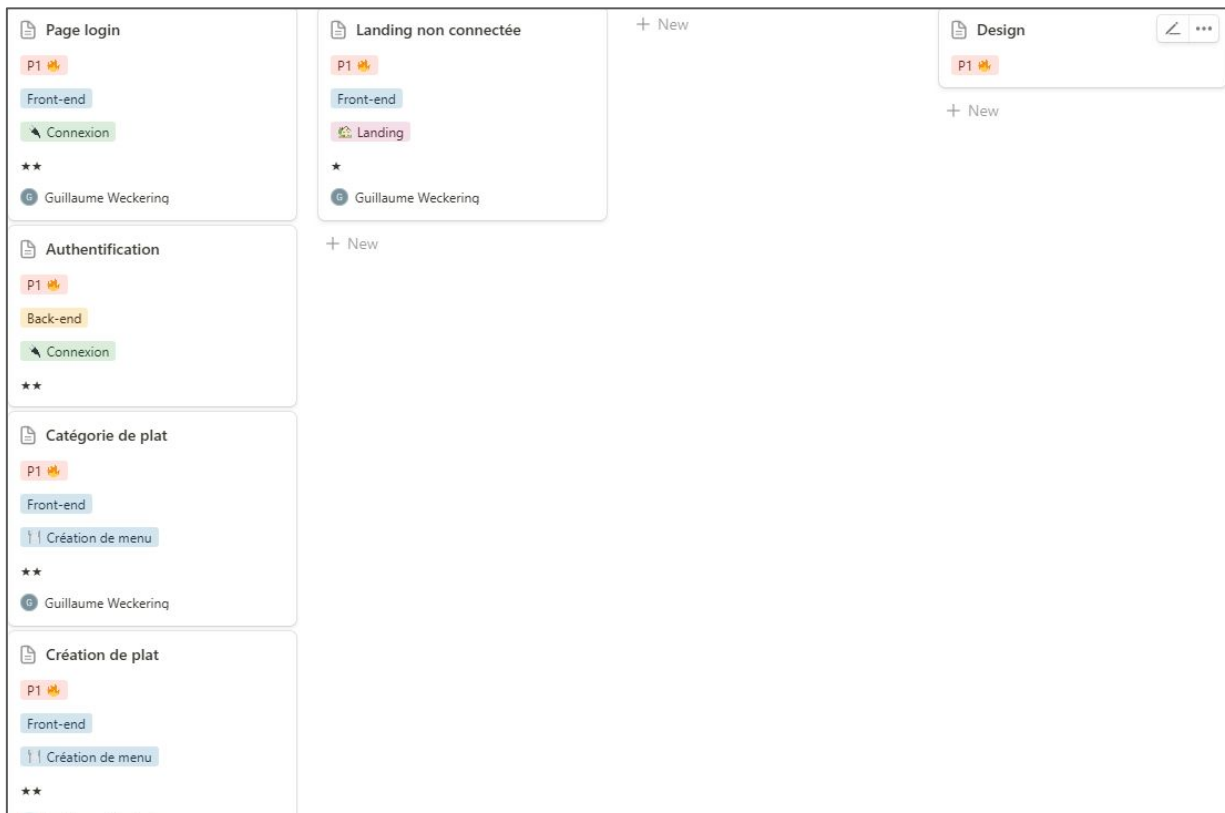 Page login
P1 🔥
Front-end
🔌 Connexion
★★
G Guillaume Weckering
Authentification
P1 🔥
Back-end
🔌 Connexion
★★
Catégorie de plat
P1 🔥
Front-end
🍴 Création de menu
★★
G Guillaume Weckering
Création de plat
P1 🔥
Front-end
🍴 Création de menu
★★
Landing non connectée
P1 🔥
Front-end
🏡 Landing
★
G Guillaume Weckering
+ New
+ New
Design
P1 🔥
+ New